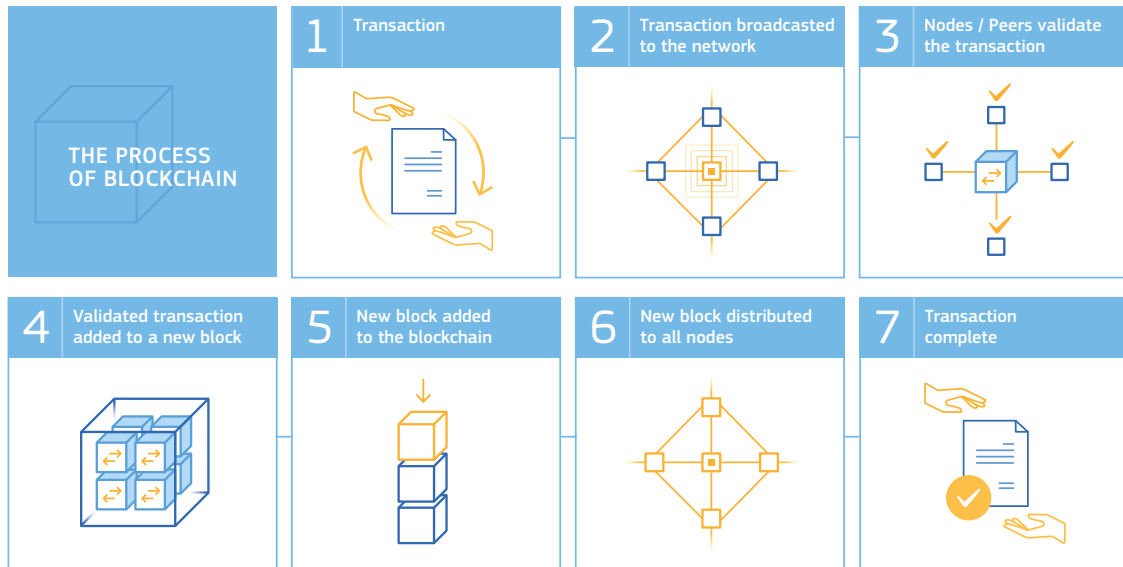 THE PROCESS
OF BLOCKCHAIN
1
Transaction
2
Transaction broadcasted
to the network
3
Nodes / Peers validate
the transaction
4
Validated transaction
added to a new block
5
New block added
to the blockchain
6
New block distributed
to all nodes
7
Transaction
complete